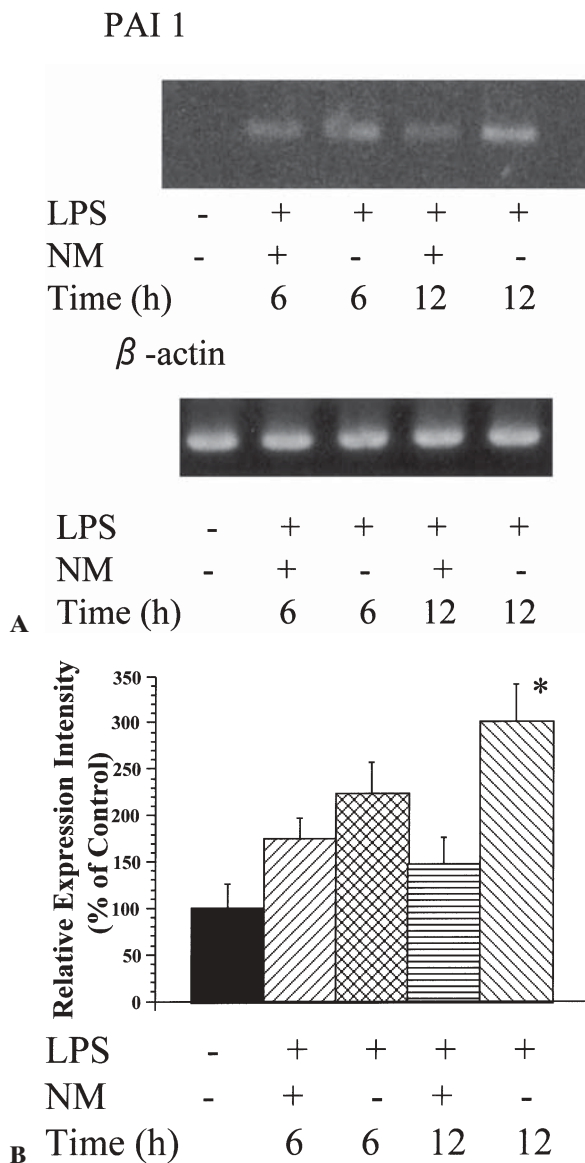 PAI 1
LPS - + + + +
NM - + - + -
Time (h) 6 6 12 12
β -actin
LPS - + + + +
NM - + - + -
Time (h) 6 6 12 12
A
Relative Expression Intensity
(% of Control)
350
300
250
200
150
100
50
0
*
LPS - + + + +
NM - + - + -
Time (h) 6 6 12 12
B